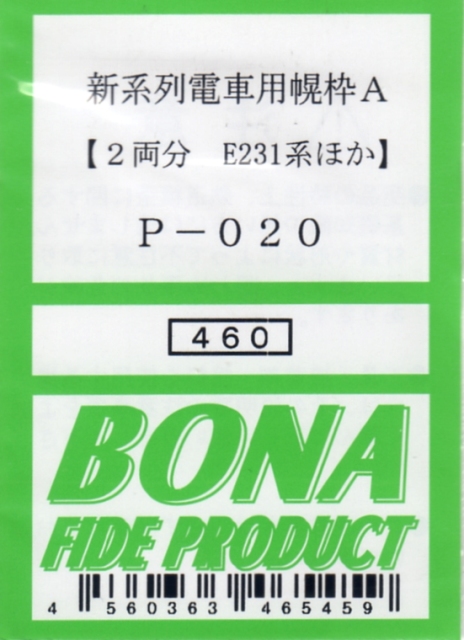 新系列電車用幌枠A
【２両分　E231系ほか】
P－０２０
４６０
BONA
FIDE PRODUCT
4 560363 465459